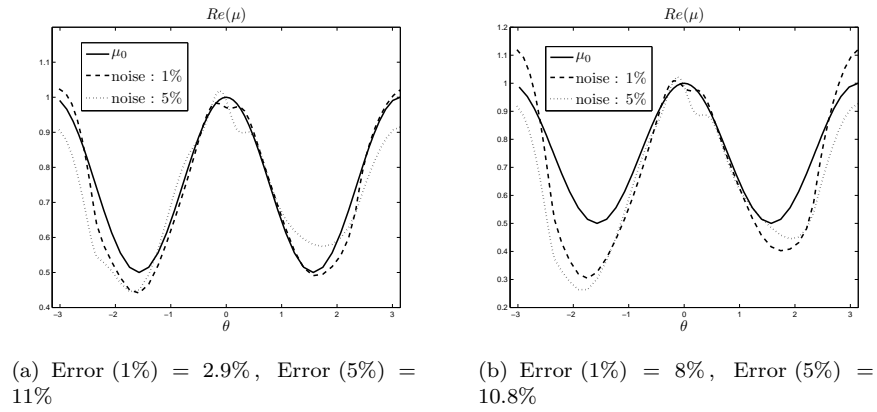 Re(μ)
1.1
1
0.9
0.8
0.7
0.6
0.5
0.4
μ₀
noise : 1%
noise : 5%
−3 −2 −1 0 1 2 3
θ
(a) Error (1%) = 2.9% , Error (5%) =
11%
Re(μ)
1.2
1.1
1
0.9
0.8
0.7
0.6
0.5
0.4
0.3
0.2
μ₀
noise : 1%
noise : 5%
−3 −2 −1 0 1 2 3
θ
(b) Error (1%) = 8% , Error (5%) =
10.8%